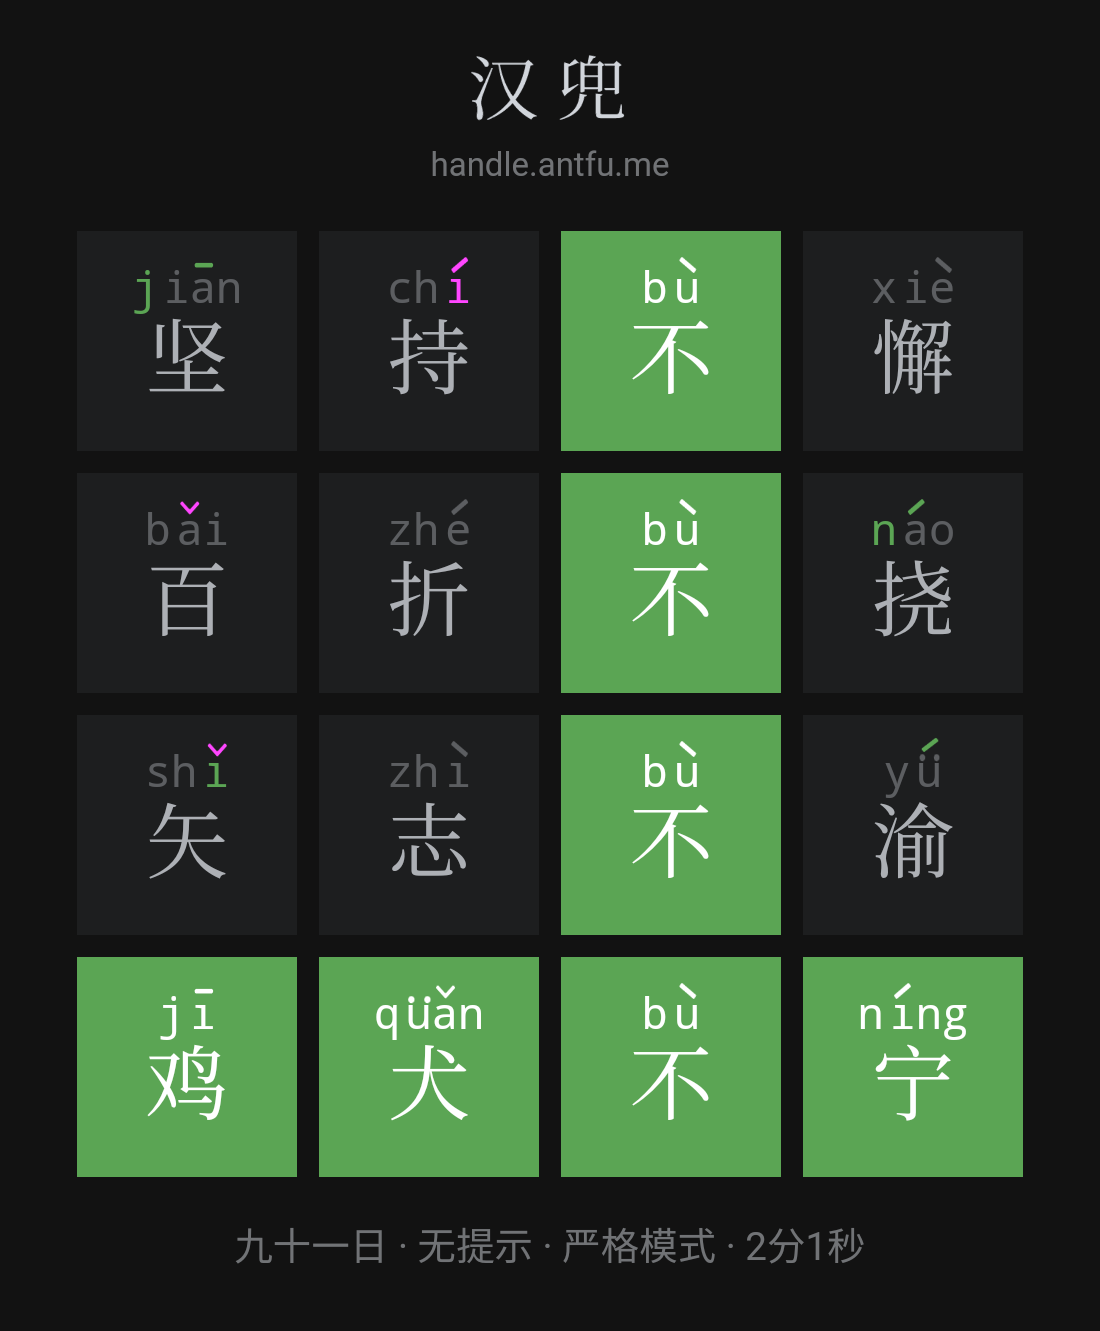 汉兜
handle.antfu.me
jiān chí bù xiè
坚持不懈
bǎi zhé bù náo
百折不挠
shǐ zhì bù yǘ
矢志不渝
jī qüǎn bù níng
鸡犬不宁
九十一日 · 无提示 · 严格模式 · 2分1秒